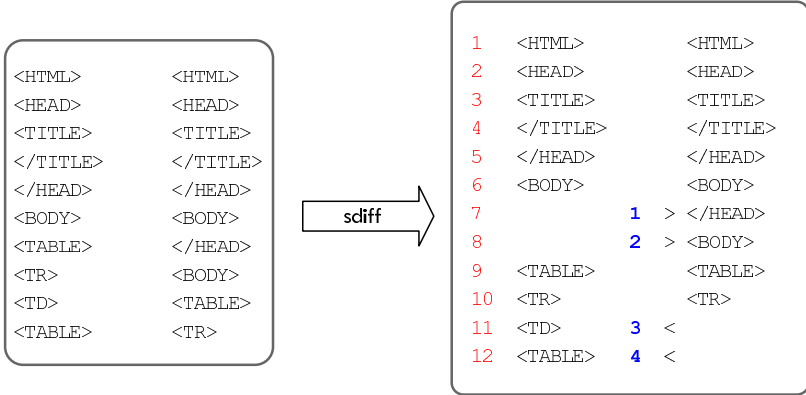 <HTML> <HTML>
<HEAD> <HEAD>
<TITLE> <TITLE>
</TITLE> </TITLE>
</HEAD> </HEAD>
<BODY> <BODY>
<TABLE> </HEAD>
<TR> <BODY>
<TD> <TABLE>
<TABLE> <TR>
sdiff
1 <HTML> <HTML>
2 <HEAD> <HEAD>
3 <TITLE> <TITLE>
4 </TITLE> </TITLE>
5 </HEAD> </HEAD>
6 <BODY> <BODY>
7 1 > </HEAD>
8 2 > <BODY>
9 <TABLE> <TABLE>
10 <TR> <TR>
11 <TD> 3 <
12 <TABLE> 4 <